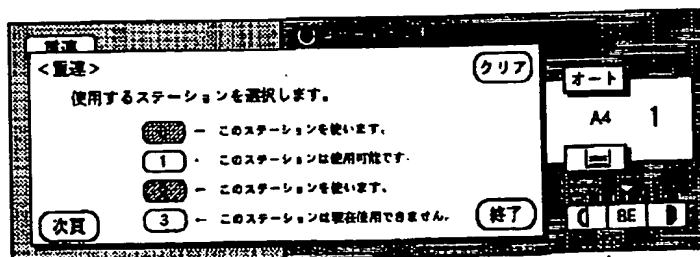 重連
<重連>
クリア
使用するステーションを選択します。
← このステーションを使います。
1 ・ このステーションは使用可能です.
← このステーションを使います。
3 ← このステーションは現在使用できません.
次頁
終了
オート
A4 1
BE